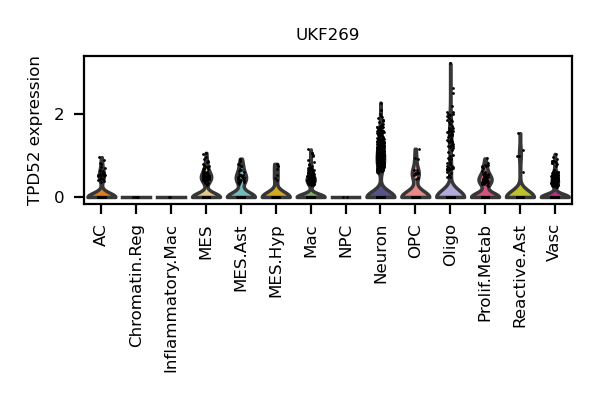 UKF269
TPD52 expression
2
0
AC
Chromatin.Reg
Inflammatory.Mac
MES
MES.Ast
MES.Hyp
Mac
NPC
Neuron
OPC
Oligo
Prolif.Metab
Reactive.Ast
Vasc